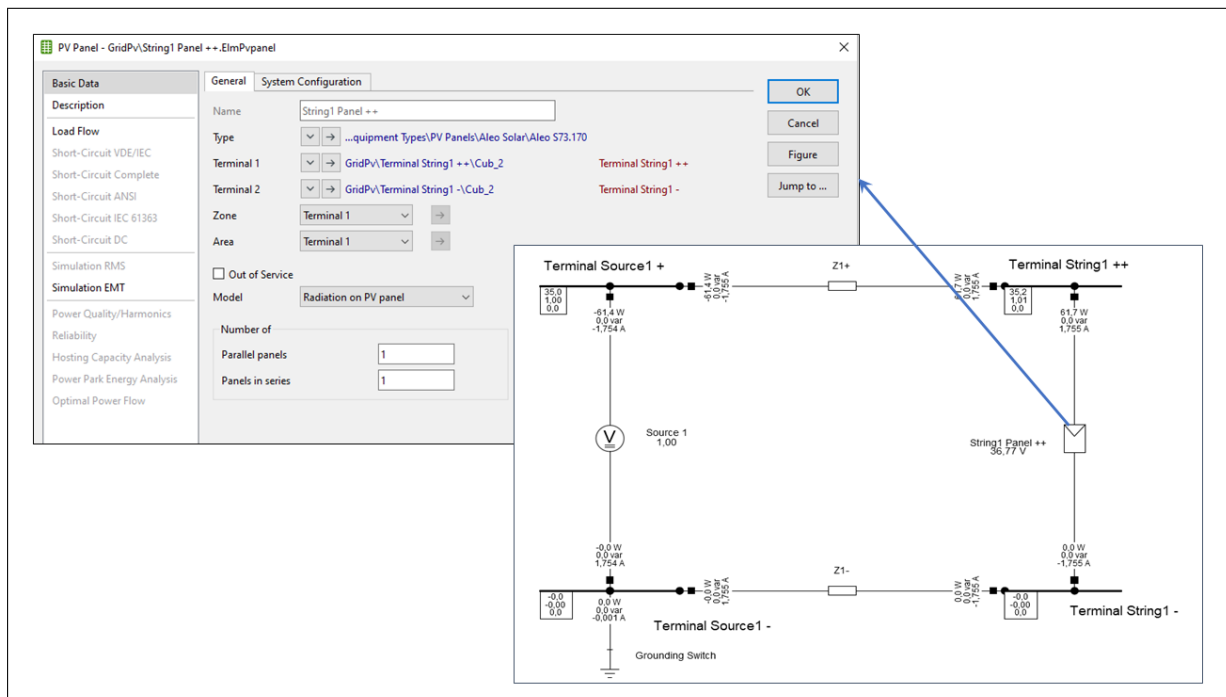 PV Panel - GridPv\String1 Panel ++.ElmPvpanel
Basic Data
Description
Load Flow
Short-Circuit VDE/IEC
Short-Circuit Complete
Short-Circuit ANSI
Short-Circuit IEC 61363
Short-Circuit DC
Simulation RMS
Simulation EMT
Power Quality/Harmonics
Reliability
Hosting Capacity Analysis
Power Park Energy Analysis
Optimal Power Flow
General System Configuration
Name String1 Panel ++
Type ...quipment Types\PV Panels\Aleo Solar\Aleo S73.170
Terminal 1 GridPv\Terminal String1 ++\Cub_2 Terminal String1 ++
Terminal 2 GridPv\Terminal String1 -\Cub_2 Terminal String1 -
Zone Terminal 1
Area Terminal 1
Out of Service
Model Radiation on PV panel
Number of
Parallel panels 1
Panels in series 1
OK
Cancel
Figure
Jump to ...
Terminal Source1 +
35,0
1,00
0,0
-61,4 W
0,0 var
-1,754 A
-61,4 W
0,0 var
-1,755 A
Z1+
61,7 W
0,0 var
1,755 A
Terminal String1 ++
35,2
1,01
0,0
61,7 W
0,0 var
1,755 A
V
Source 1
1,00
String1 Panel ++
36,77 V
-0,0 W
0,0 var
1,754 A
-0,0
-0,00
0,0
0,0 W
0,0 var
-0,001 A
-0,0 W
0,0 var
1,755 A
Z1-
0,0 W
0,0 var
-1,755 A
0,0 W
0,0 var
-1,755 A
-0,0
-0,00
0,0
Terminal Source1 -
Terminal String1 -
Grounding Switch